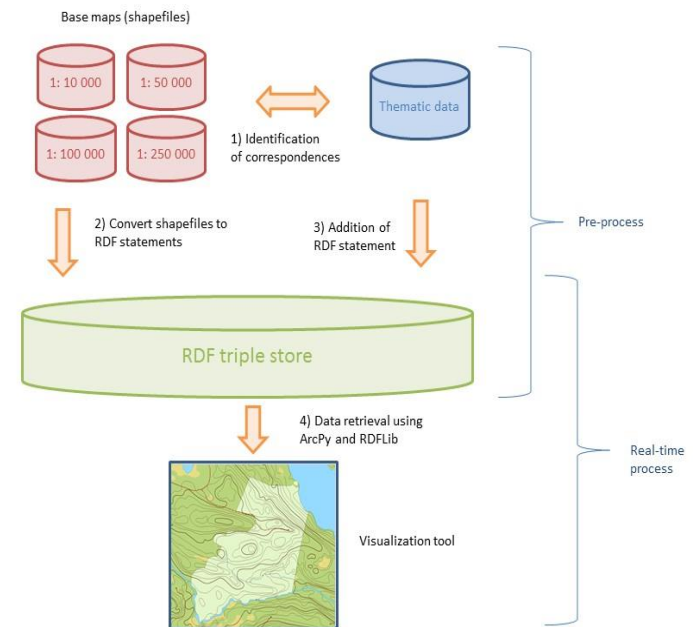 Base maps (shapefiles)
1: 10 000
1: 50 000
1: 100 000
1: 250 000
Thematic data
1) Identification
of correspondences
2) Convert shapefiles to
RDF statements
3) Addition of
RDF statement
Pre-process
RDF triple store
4) Data retrieval using
ArcPy and RDFLib
Real-time
process
Visualization tool